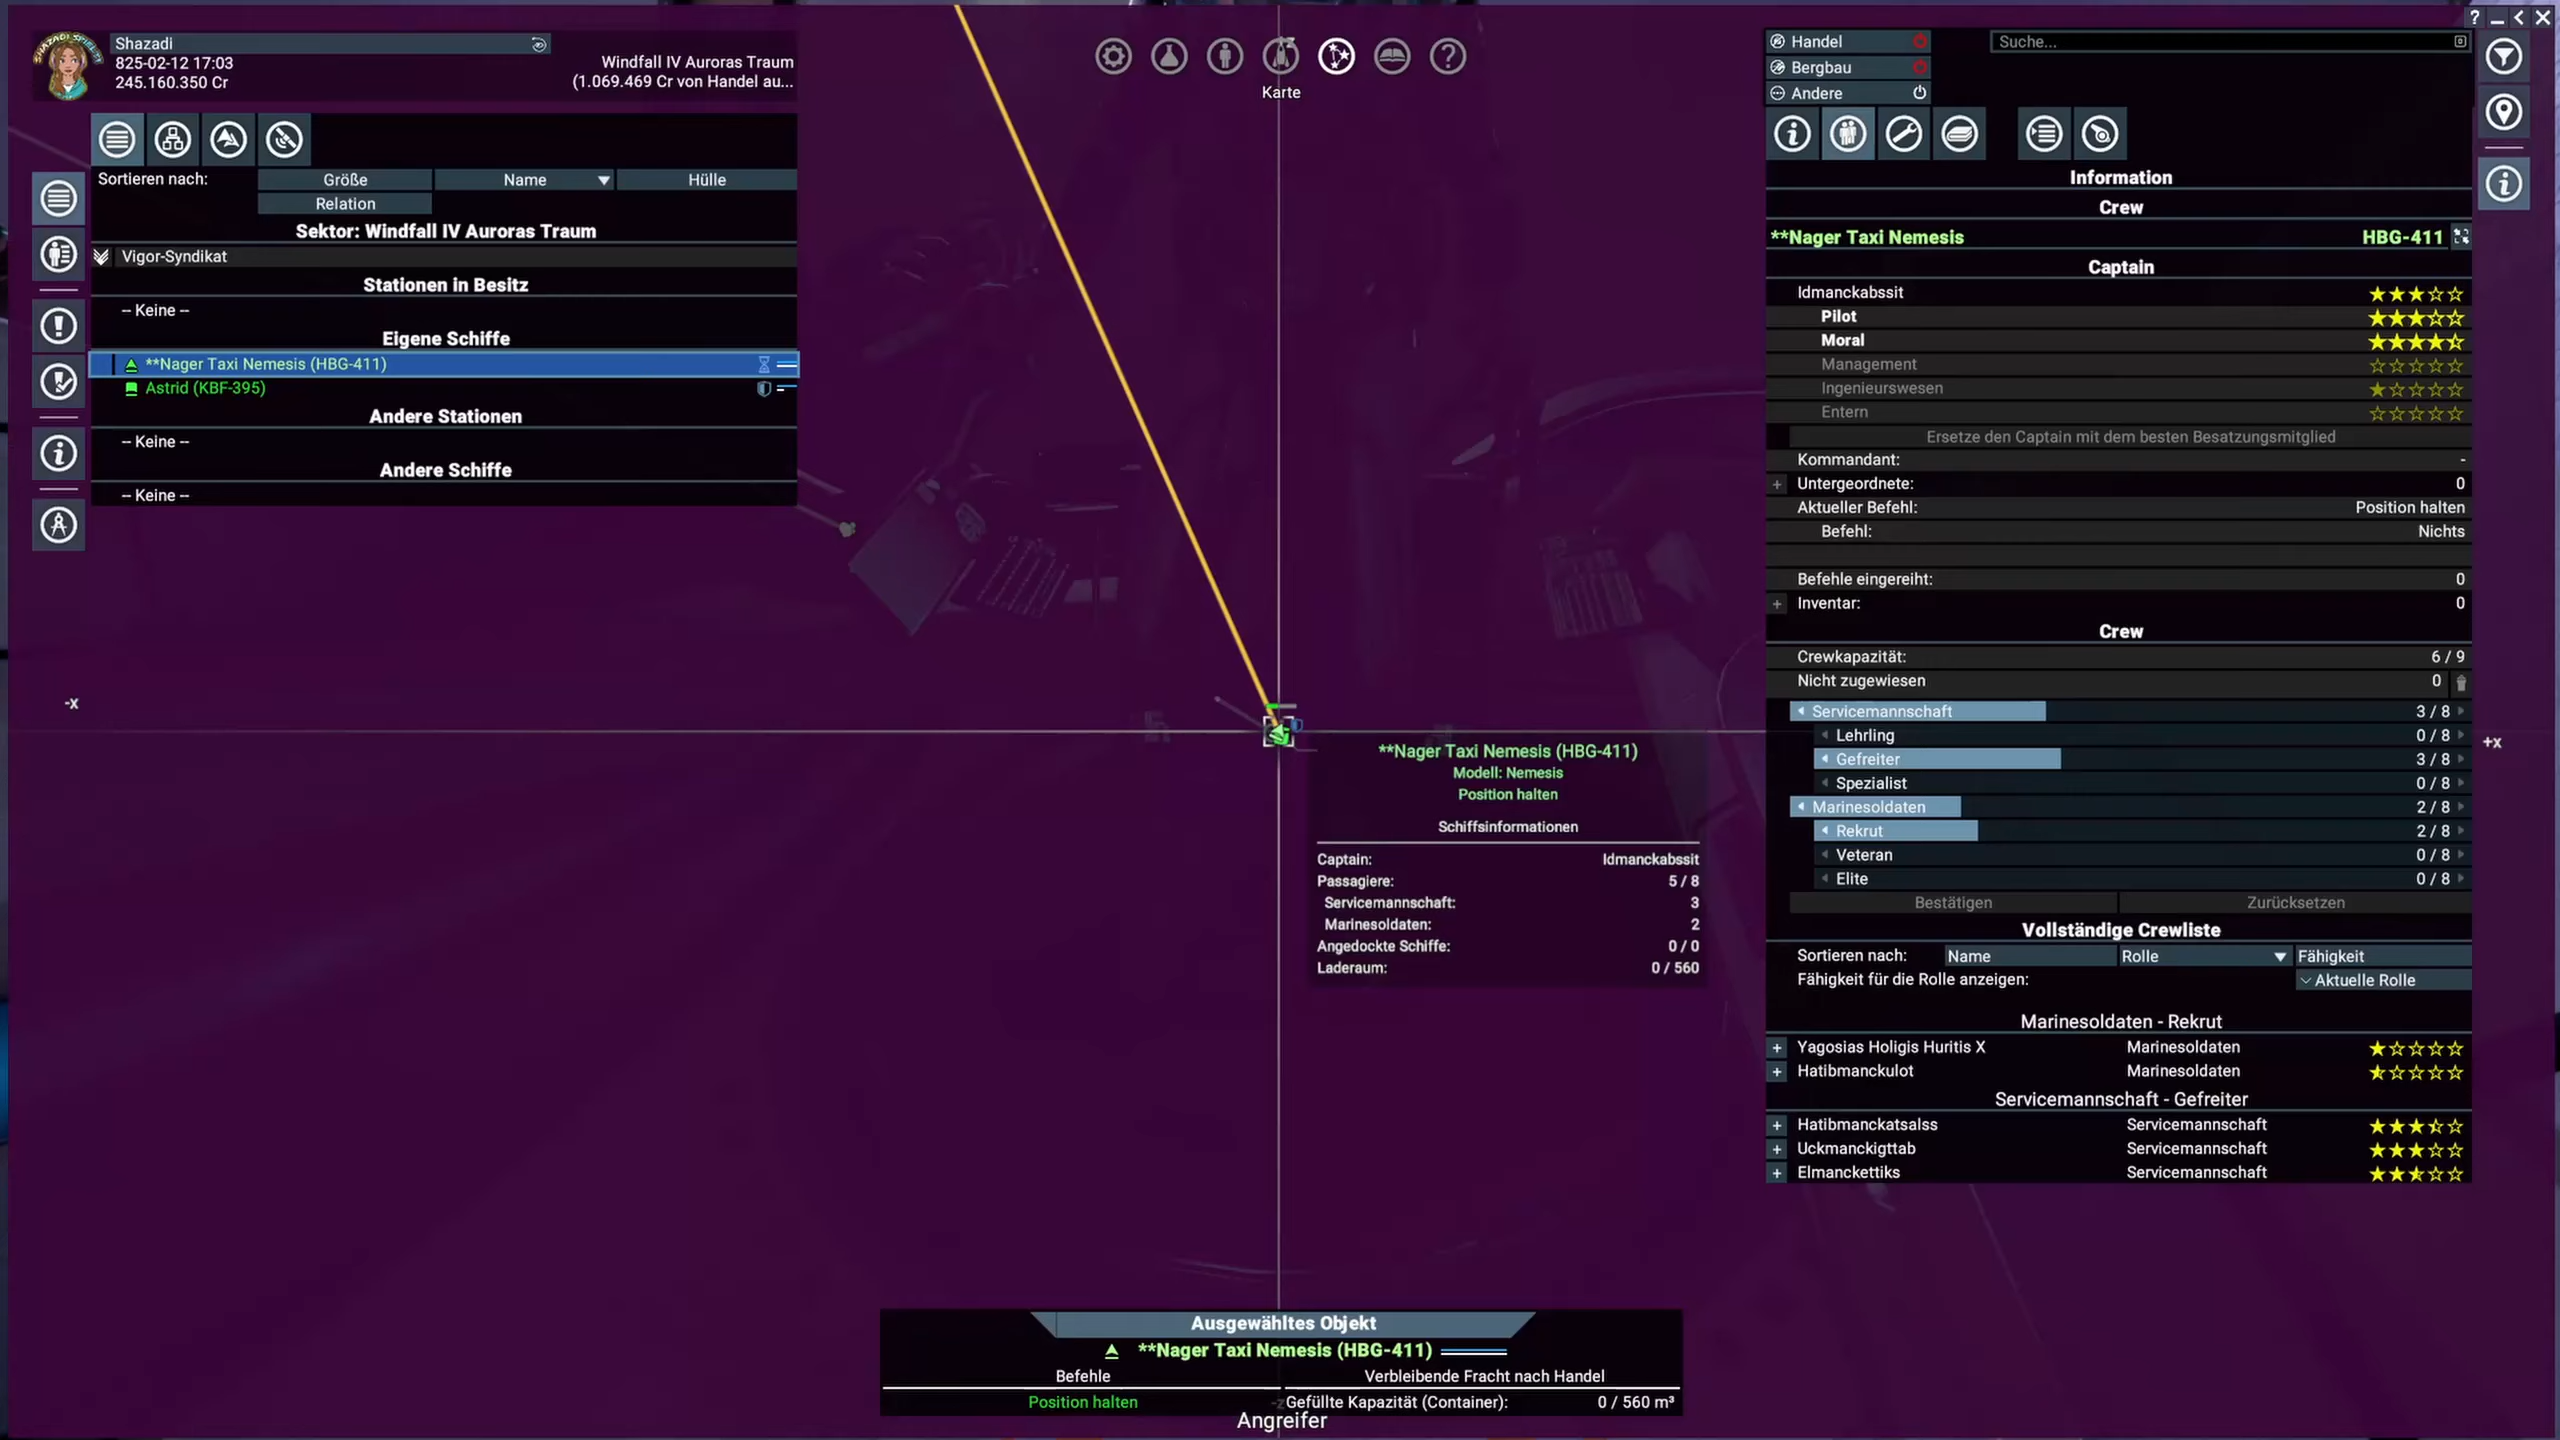 Shazadi
825-02-12 17:03
245.160.350 Cr
Windfall IV Auroras Traum
(1.069.469 Cr von Handel au...
Karte
Sortieren nach:
Größe
Name
Hülle
Relation
Sektor: Windfall IV Auroras Traum
Vigor-Syndikat
Stationen in Besitz
-- Keine --
Eigene Schiffe
**Nager Taxi Nemesis (HBG-411)
Astrid (KBF-395)
Andere Stationen
-- Keine --
Andere Schiffe
-- Keine --
-x
+x
**Nager Taxi Nemesis (HBG-411)
Modell: Nemesis
Position halten
Schiffsinformationen
Captain: Idmanckabssit
Passagiere: 5 / 8
Servicemannschaft: 3
Marinesoldaten: 2
Angedockte Schiffe: 0 / 0
Laderaum: 0 / 560
Ausgewähltes Objekt
**Nager Taxi Nemesis (HBG-411)
Befehle
Verbleibende Fracht nach Handel
Position halten
-z
Gefüllte Kapazität (Container): 0 / 560 m³
Angreifer
Handel
Bergbau
Andere
Suche...
Information
Crew
**Nager Taxi Nemesis HBG-411
Captain
Idmanckabssit
Pilot
Moral
Management
Ingenieurswesen
Entern
Ersetze den Captain mit dem besten Besatzungsmitglied
Kommandant: -
Untergeordnete: 0
Aktueller Befehl: Position halten
Befehl: Nichts
Befehle eingereiht: 0
Inventar: 0
Crew
Crewkapazität: 6 / 9
Nicht zugewiesen 0
Servicemannschaft 3 / 8
Lehrling 0 / 8
Gefreiter 3 / 8
Spezialist 0 / 8
Marinesoldaten 2 / 8
Rekrut 2 / 8
Veteran 0 / 8
Elite 0 / 8
Bestätigen
Zurücksetzen
Vollständige Crewliste
Sortieren nach: Name Rolle Fähigkeit
Fähigkeit für die Rolle anzeigen: Aktuelle Rolle
Marinesoldaten - Rekrut
Yagosias Holigis Huritis X Marinesoldaten
Hatibmanckulot Marinesoldaten
Servicemannschaft - Gefreiter
Hatibmanckatsalss Servicemannschaft
Uckmanckigttab Servicemannschaft
Elmanckettiks Servicemannschaft